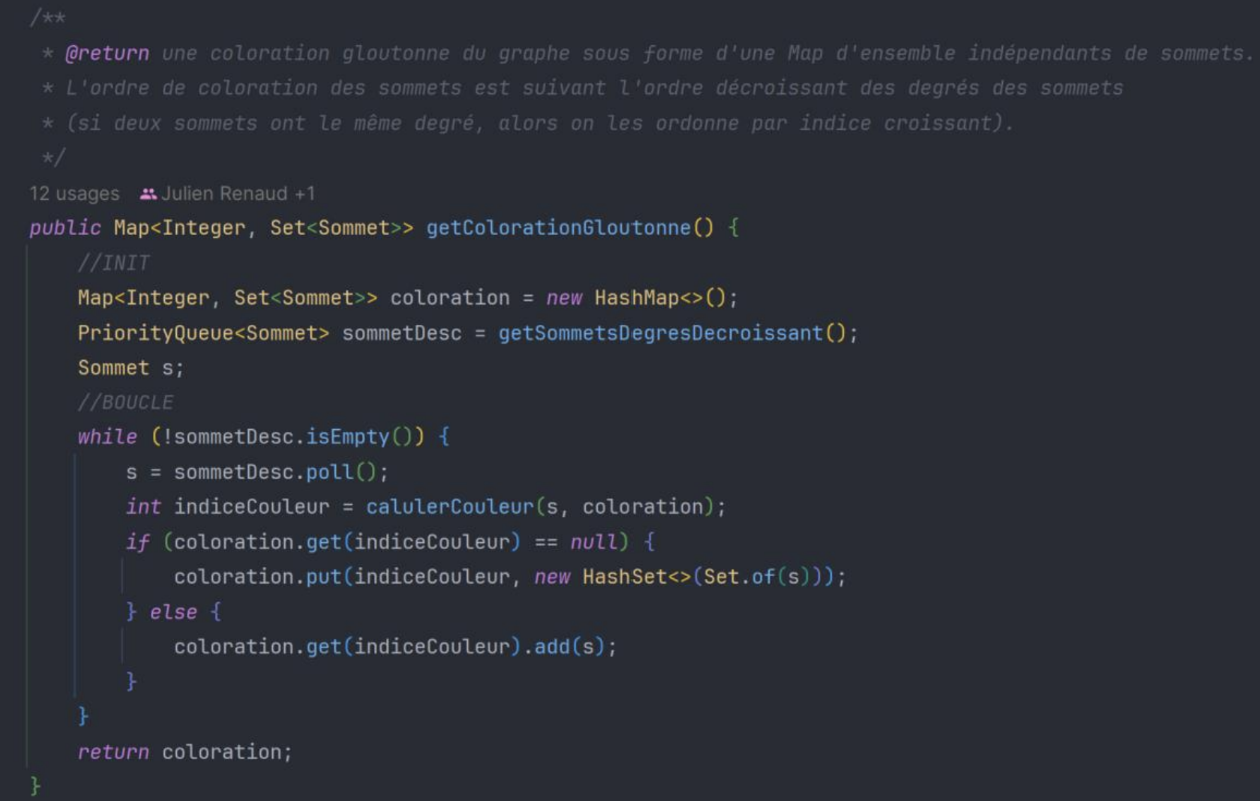 /**
 * @return une coloration gloutonne du graphe sous forme d'une Map d'ensemble indépendants de sommets.
 * L'ordre de coloration des sommets est suivant l'ordre décroissant des degrés des sommets
 * (si deux sommets ont le même degré, alors on les ordonne par indice croissant).
 */
12 usages Julien Renaud +1
public Map<Integer, Set<Sommet>> getColorationGloutonne() {
    //INIT
    Map<Integer, Set<Sommet>> coloration = new HashMap<>();
    PriorityQueue<Sommet> sommetDesc = getSommetsDegresDecroissant();
    Sommet s;
    //BOUCLE
    while (!sommetDesc.isEmpty()) {
        s = sommetDesc.poll();
        int indiceCouleur = calulerCouleur(s, coloration);
        if (coloration.get(indiceCouleur) == null) {
            coloration.put(indiceCouleur, new HashSet<>(Set.of(s)));
        } else {
            coloration.get(indiceCouleur).add(s);
        }
    }
    return coloration;
}